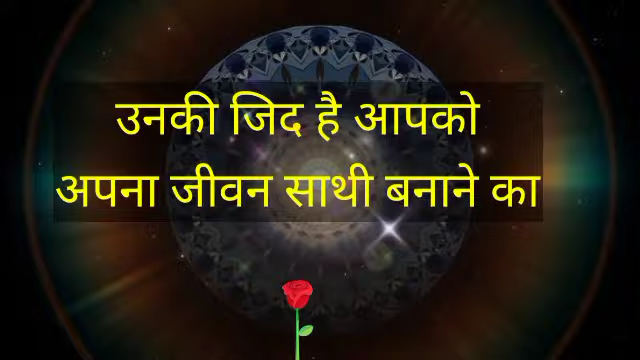 उनकी जिद है आपको
अपना जीवन साथी बनाने का